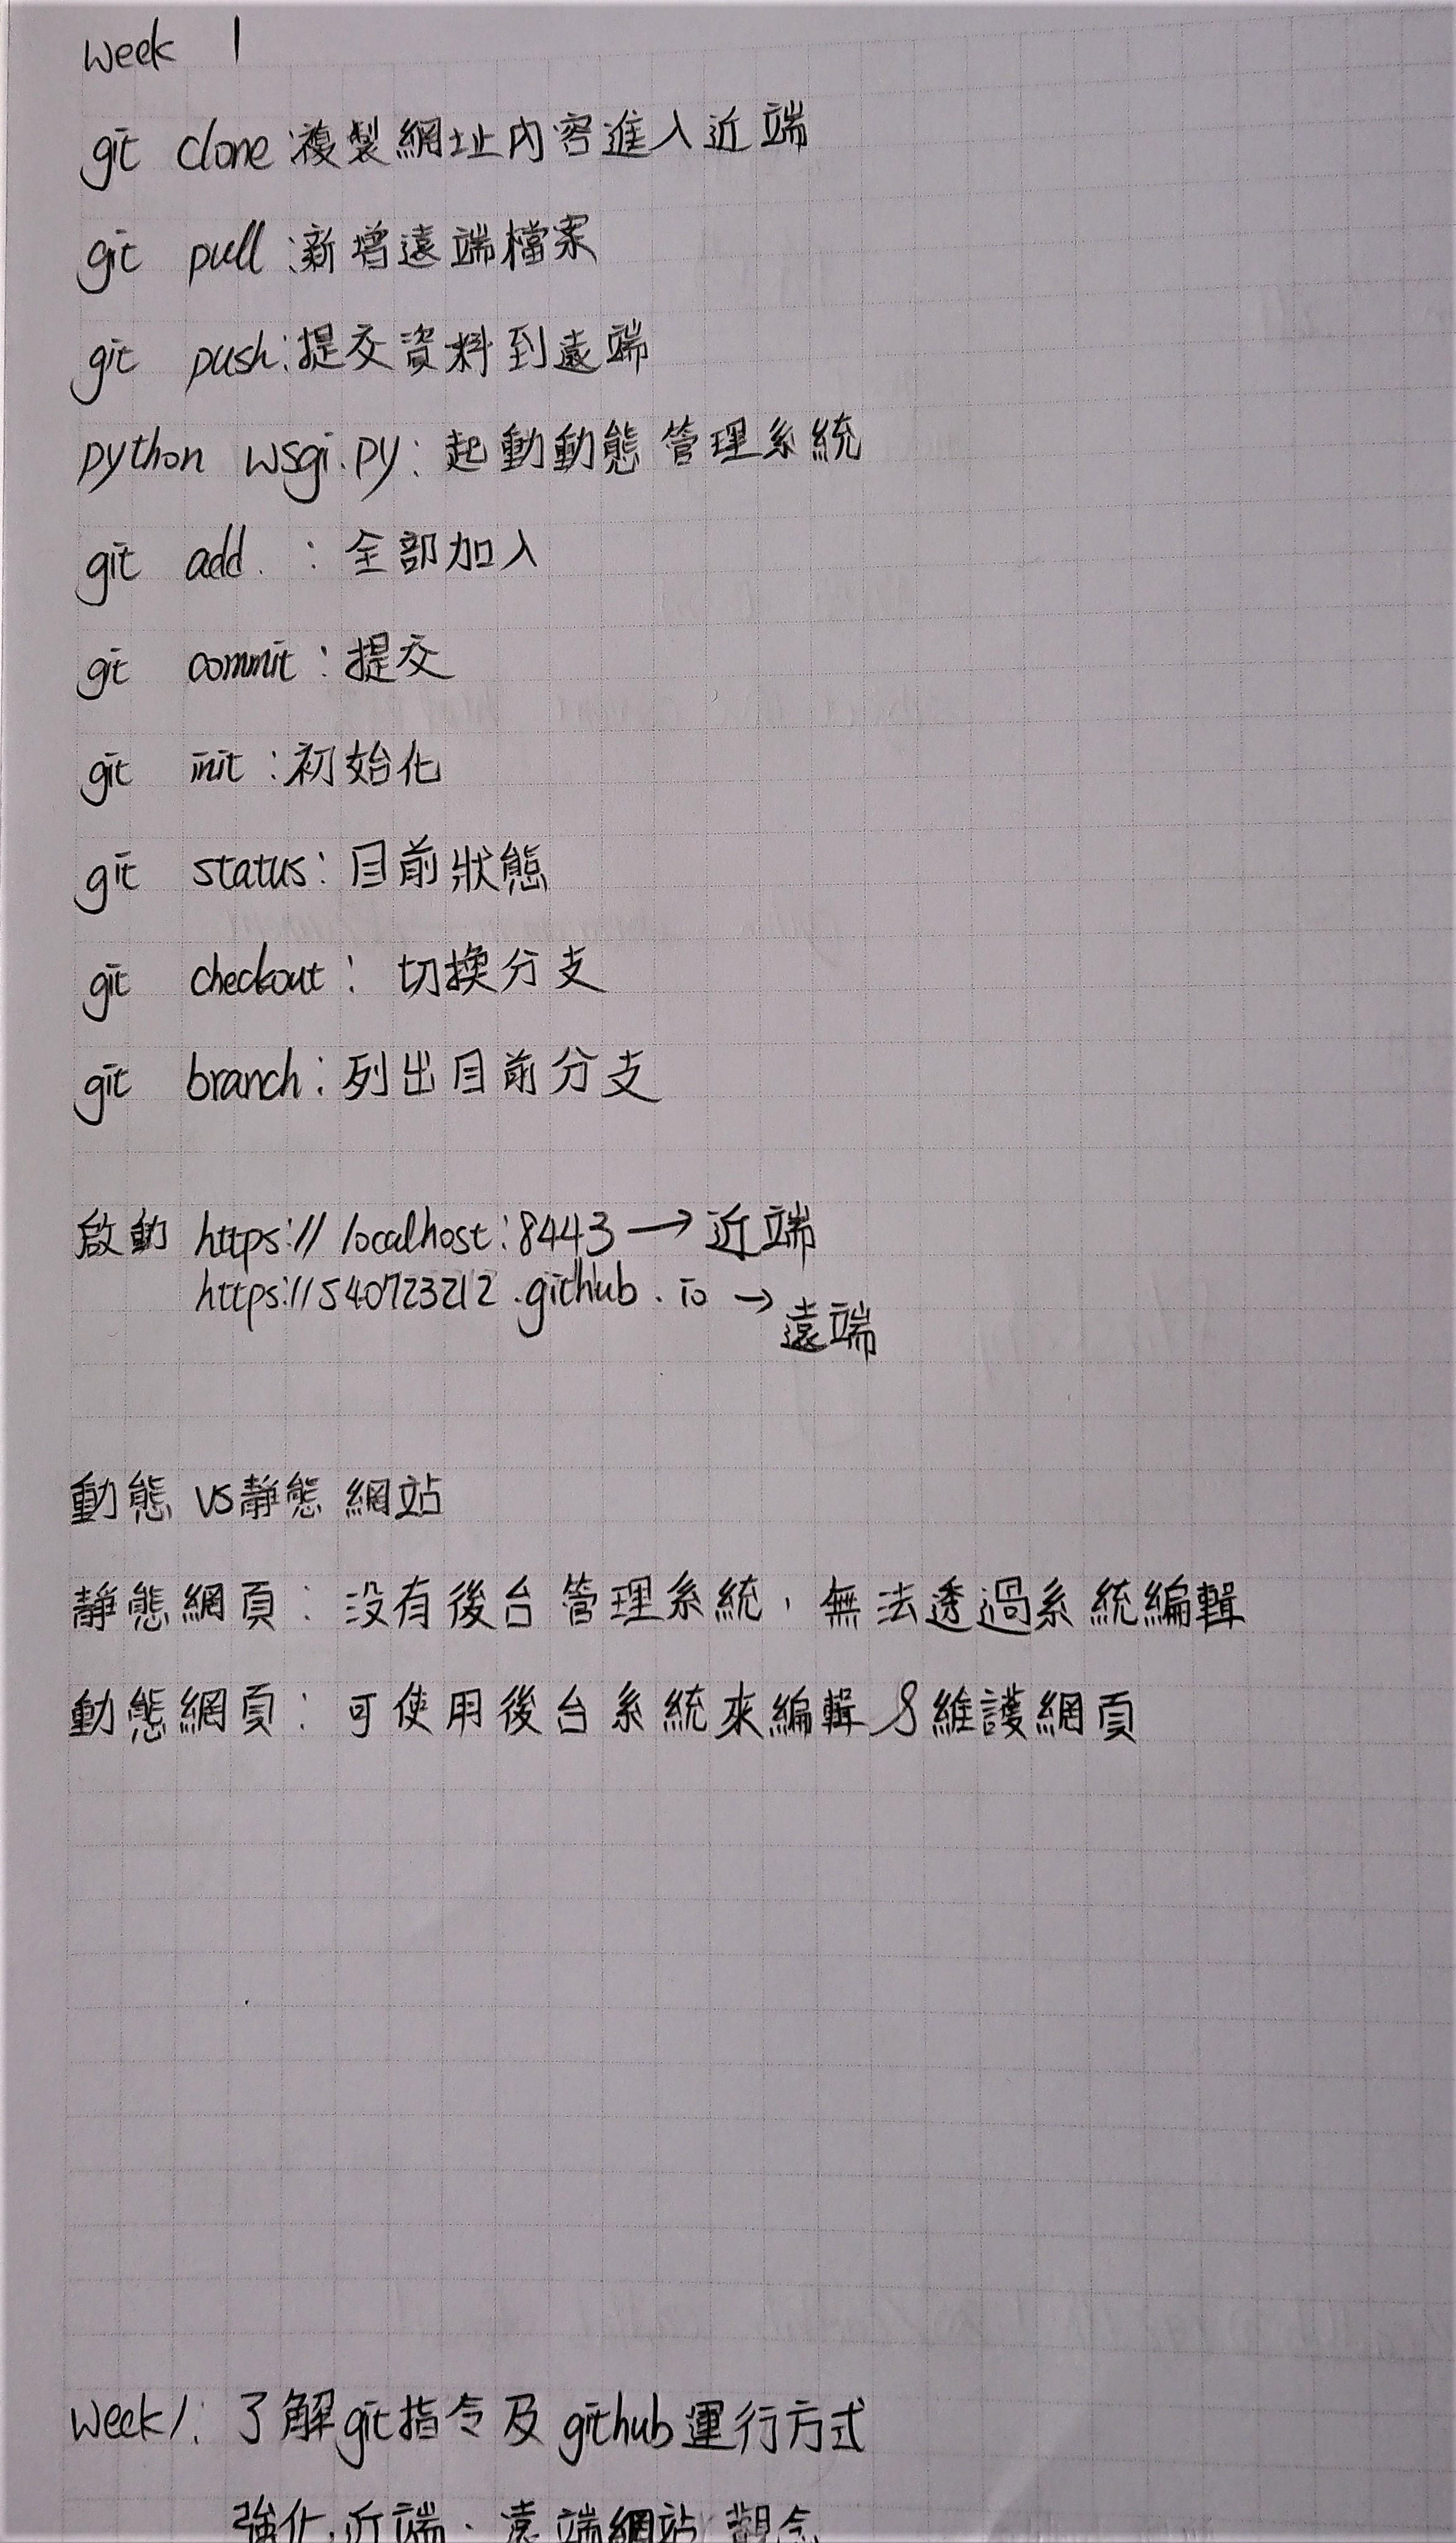 week 1
git clone:複製網址內容進入近端
git pull:新增遠端檔案
git push:提交資料到遠端
python wsgi.py:起動動態管理系統
git add. :全部加入
git commit:提交
git init:初始化
git status:目前狀態
git checkout: 切換分支
git branch:列出目前分支
啟動 https://localhost:8443→近端
https://540723212.github.io→遠端
動態 vs靜態網站
靜態網頁:沒有後台管理系統,無法透過系統編輯
動態網頁:可使用後台系統來編輯&維護網頁
week1:了解git指令及github運行方式
強化近端、遠端網站觀念